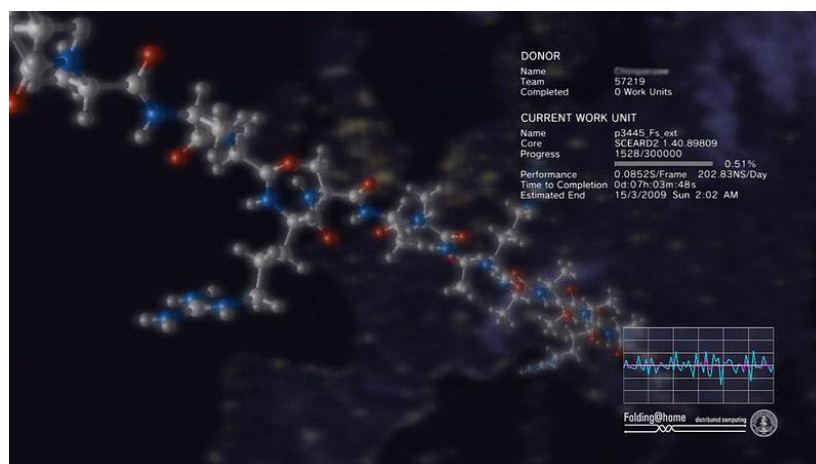 DONOR
Name
Team 57219
Completed 0 Work Units
CURRENT WORK UNIT
Name p3445_Fs_ext
Core SCEARD2 1.40.89809
Progress 1528/300000
0.51%
Performance 0.0852S/Frame 202.83NS/Day
Time to Completion 0d:07h:03m:48s
Estimated End 15/3/2009 Sun 2:02 AM
Folding@home distributed computing